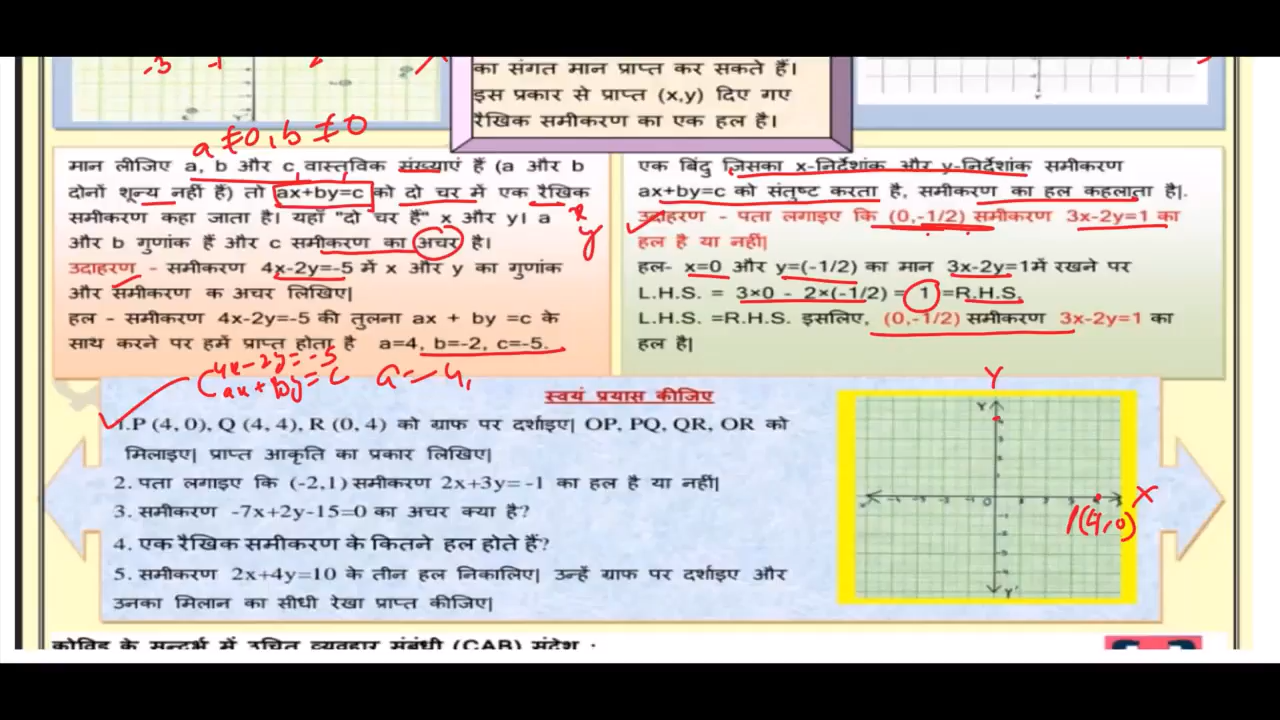 -3 -1
का संगत मान प्राप्त कर सकते हैं।
इस प्रकार से प्राप्त (x,y) दिए गए
रैखिक समीकरण का एक हल है।
a ≠0, b ≠0
मान लीजिए a, b और c वास्तविक संख्याएं हैं (a और b
दोनों शून्य नहीं हैं) तो ax+by=c को दो चर में एक रैखिक
समीकरण कहा जाता है। यहाँ "दो चर हैं" x और y। a
x
y
और b गुणांक हैं और c समीकरण का अचर है।
उदाहरण - समीकरण 4x-2y=-5 में x और y का गुणांक
और समीकरण क अचर लिखिए|
हल - समीकरण 4x-2y=-5 की तुलना ax + by =c के
साथ करने पर हमें प्राप्त होता है a=4, b=-2, c=-5.
4x-2y=-5
ax+by=c a=-4,
एक बिंदु जिसका x-निर्देशांक और y-निर्देशांक समीकरण
ax+by=c को संतुष्ट करता है, समीकरण का हल कहलाता है|.
उदाहरण - पता लगाइए कि (0,-1/2) समीकरण 3x-2y=1 का
हल है या नहीं|
हल- x=0 और y=(-1/2) का मान 3x-2y=1में रखने पर
L.H.S. = 3×0 - 2×(-1/2) = 1 =R.H.S.
L.H.S. =R.H.S. इसलिए, (0,-1/2) समीकरण 3x-2y=1 का
हल है|
स्वयं प्रयास कीजिए
1.P (4, 0), Q (4, 4), R (0, 4) को ग्राफ पर दर्शाइए| OP, PQ, QR, OR को
मिलाइए| प्राप्त आकृति का प्रकार लिखिए|
2. पता लगाइए कि (-2,1) समीकरण 2x+3y= -1 का हल है या नहीं|
3. समीकरण -7x+2y-15=0 का अचर क्या है?
4. एक रैखिक समीकरण के कितने हल होते हैं?
5. समीकरण 2x+4y=10 के तीन हल निकालिए| उन्हें ग्राफ पर दर्शाइए और
उनका मिलान का सीधी रेखा प्राप्त कीजिए|
Y
Y
O
X
(4,0)
Y'
कोविड के सन्दर्भ में उचित व्यवहार संबंधी (CAB) संदेश :